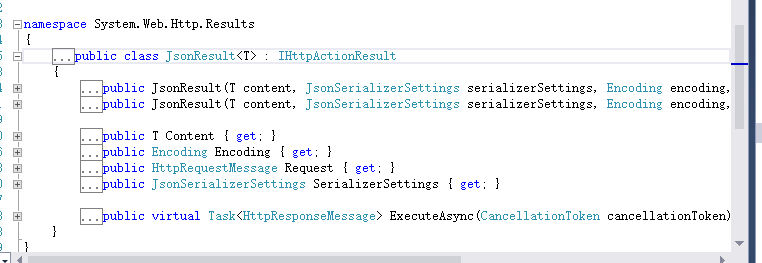 namespace System.Web.Http.Results
{
...public class JsonResult<T> : IHttpActionResult
{
...public JsonResult(T content, JsonSerializerSettings serializerSettings, Encoding encoding,
...public JsonResult(T content, JsonSerializerSettings serializerSettings, Encoding encoding,
...public T Content { get; }
...public Encoding Encoding { get; }
...public HttpRequestMessage Request { get; }
...public JsonSerializerSettings SerializerSettings { get; }
...public virtual Task<HttpResponseMessage> ExecuteAsync(CancellationToken cancellationToken)
}
}